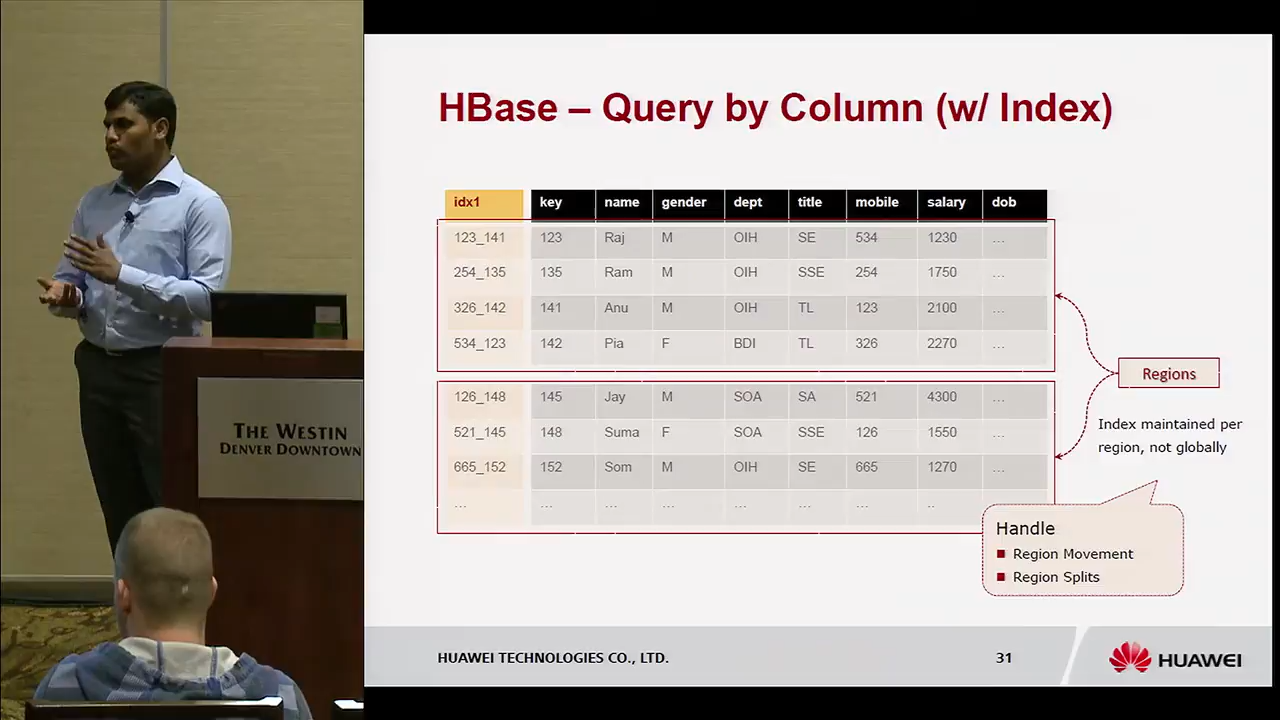 THE WESTIN
DENVER DOWNTOWN
HBase – Query by Column (w/ Index)
idx1 key name gender dept title mobile salary dob
123_141 123 Raj M OIH SE 534 1230 ...
254_135 135 Ram M OIH SSE 254 1750 ...
326_142 141 Anu M OIH TL 123 2100 ...
534_123 142 Pia F BDI TL 326 2270 ...
126_148 145 Jay M SOA SA 521 4300 ...
521_145 148 Suma F SOA SSE 126 1550 ...
665_152 152 Som M OIH SE 665 1270 ...
... ... ... ... ... ... ... .. ...
Regions
Index maintained per
region, not globally
Handle
Region Movement
Region Splits
HUAWEI TECHNOLOGIES CO., LTD.
31
HUAWEI